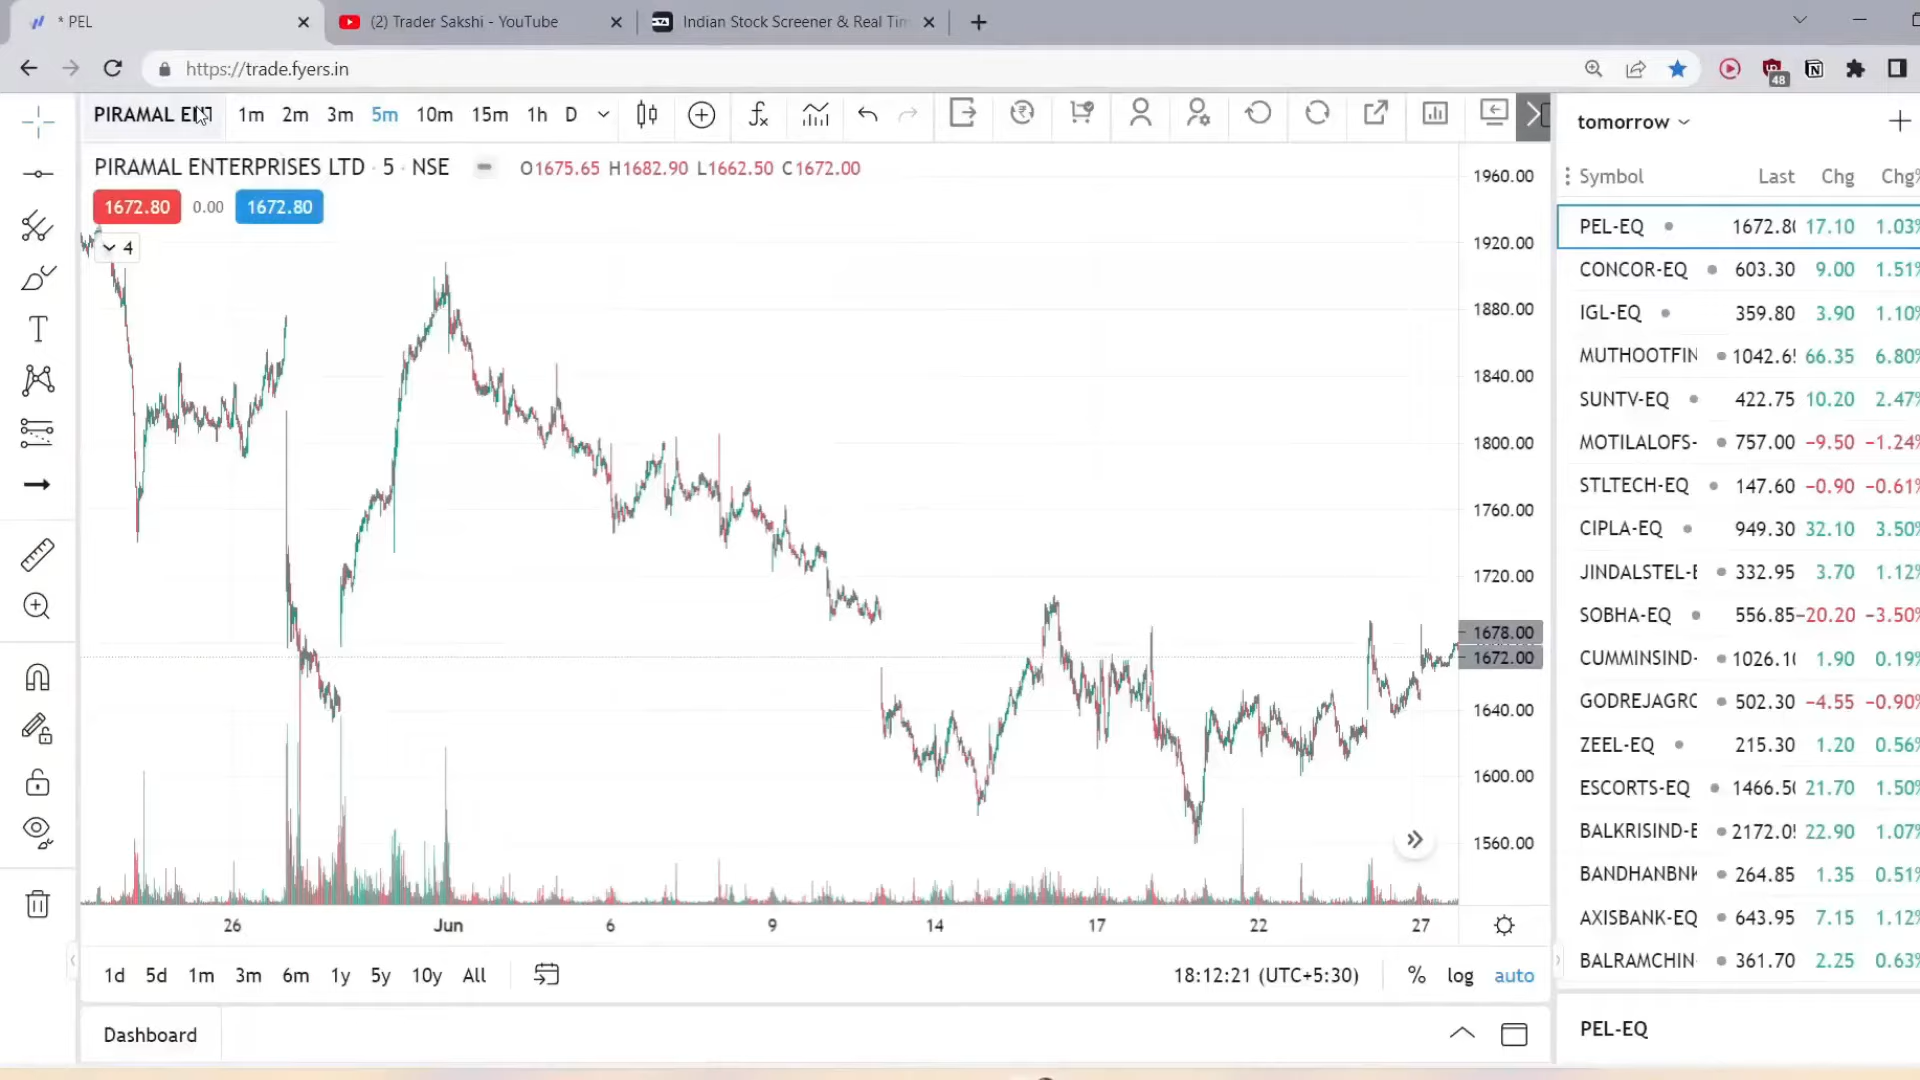 * PEL
(2) Trader Sakshi - YouTube
Indian Stock Screener & Real Tim
https://trade.fyers.in
48
PIRAMAL ENT 1m 2m 3m 5m 10m 15m 1h D
PIRAMAL ENTERPRISES LTD · 5 · NSE O1675.65 H1682.90 L1662.50 C1672.00
1672.80 0.00 1672.80
4
1960.00
1920.00
1880.00
1840.00
1800.00
1760.00
1720.00
1678.00
1672.00
1640.00
1600.00
1560.00
26 Jun 6 9 14 17 22 27
1d 5d 1m 3m 6m 1y 5y 10y All 18:12:21 (UTC+5:30) % log auto
Dashboard
tomorrow
Symbol Last Chg Chg%
PEL-EQ 1672.80 17.10 1.03%
CONCOR-EQ 603.30 9.00 1.51%
IGL-EQ 359.80 3.90 1.10%
MUTHOOTFIN 1042.65 66.35 6.80%
SUNTV-EQ 422.75 10.20 2.47%
MOTILALOFS- 757.00 −9.50 −1.24%
STLTECH-EQ 147.60 −0.90 −0.61%
CIPLA-EQ 949.30 32.10 3.50%
JINDALSTEL-E 332.95 3.70 1.12%
SOBHA-EQ 556.85 −20.20 −3.50%
CUMMINSIND- 1026.10 1.90 0.19%
GODREJAGRO 502.30 −4.55 −0.90%
ZEEL-EQ 215.30 1.20 0.56%
ESCORTS-EQ 1466.50 21.70 1.50%
BALKRISIND-E 2172.05 22.90 1.07%
BANDHANBNK 264.85 1.35 0.51%
AXISBANK-EQ 643.95 7.15 1.12%
BALRAMCHIN- 361.70 2.25 0.63%
PEL-EQ